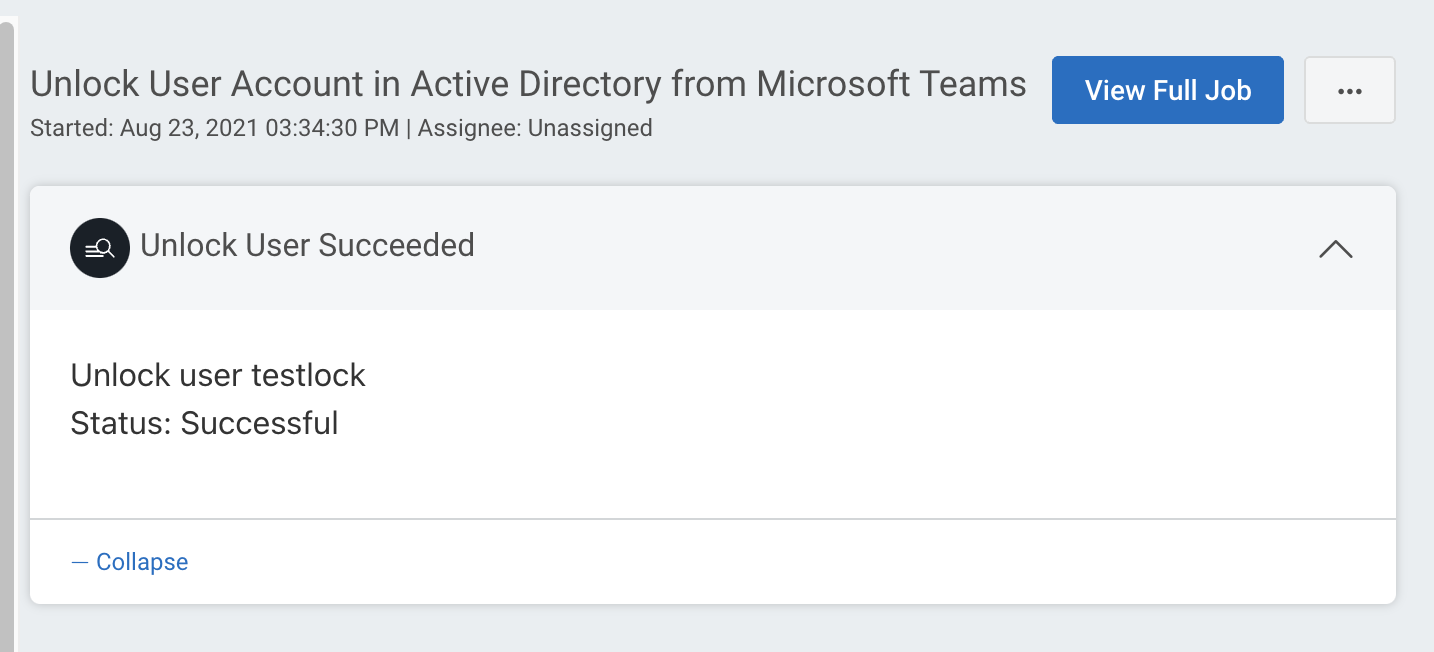 Unlock User Account in Active Directory from Microsoft Teams
Started: Aug 23, 2021 03:34:30 PM | Assignee: Unassigned
View Full Job
...
Unlock User Succeeded
Unlock user testlock
Status: Successful
— Collapse